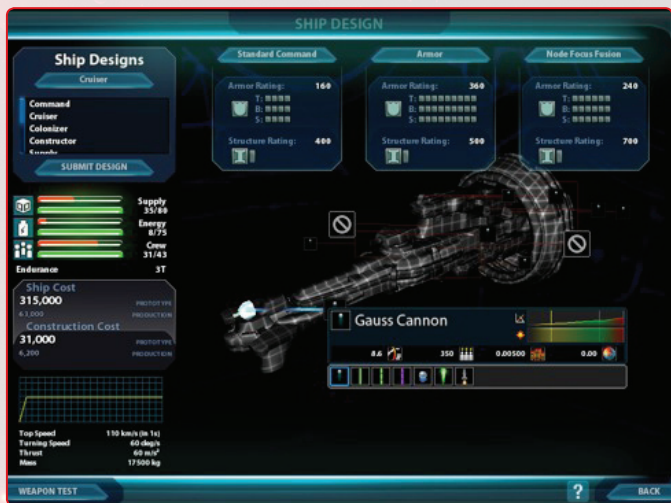 SHIP DESIGN
Ship Designs
Cruiser
Command
Cruiser
Colonizer
Constructor
Supply
SUBMIT DESIGN
Standard Command
Armor Rating: 160
T:
B:
S:
Structure Rating: 400
Armor
Armor Rating: 360
T:
B:
S:
Structure Rating: 500
Node Focus Fusion
Armor Rating: 240
T:
B:
S:
Structure Rating: 700
Supply
35/80
Energy
8/75
Crew
31/43
Endurance 3T
Ship Cost
315,000 PROTOTYPE
63,000 PRODUCTION
Construction Cost
31,000 PROTOTYPE
6,200 PRODUCTION
Gauss Cannon
8.6 350 0.00500 0.00
Top Speed 110 km/s (in 1s)
Turning Speed 60 deg/s
Thrust 60 m/s²
Mass 17500 kg
WEAPON TEST
?
BACK